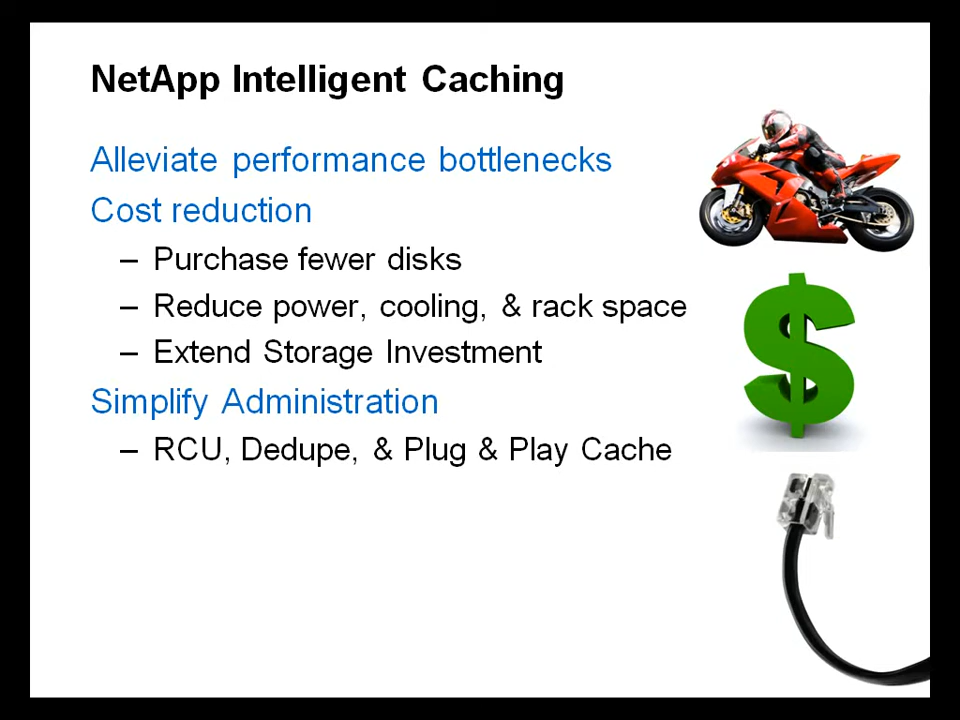 NetApp Intelligent Caching
Alleviate performance bottlenecks
Cost reduction
– Purchase fewer disks
– Reduce power, cooling, & rack space
– Extend Storage Investment
Simplify Administration
– RCU, Dedupe, & Plug & Play Cache